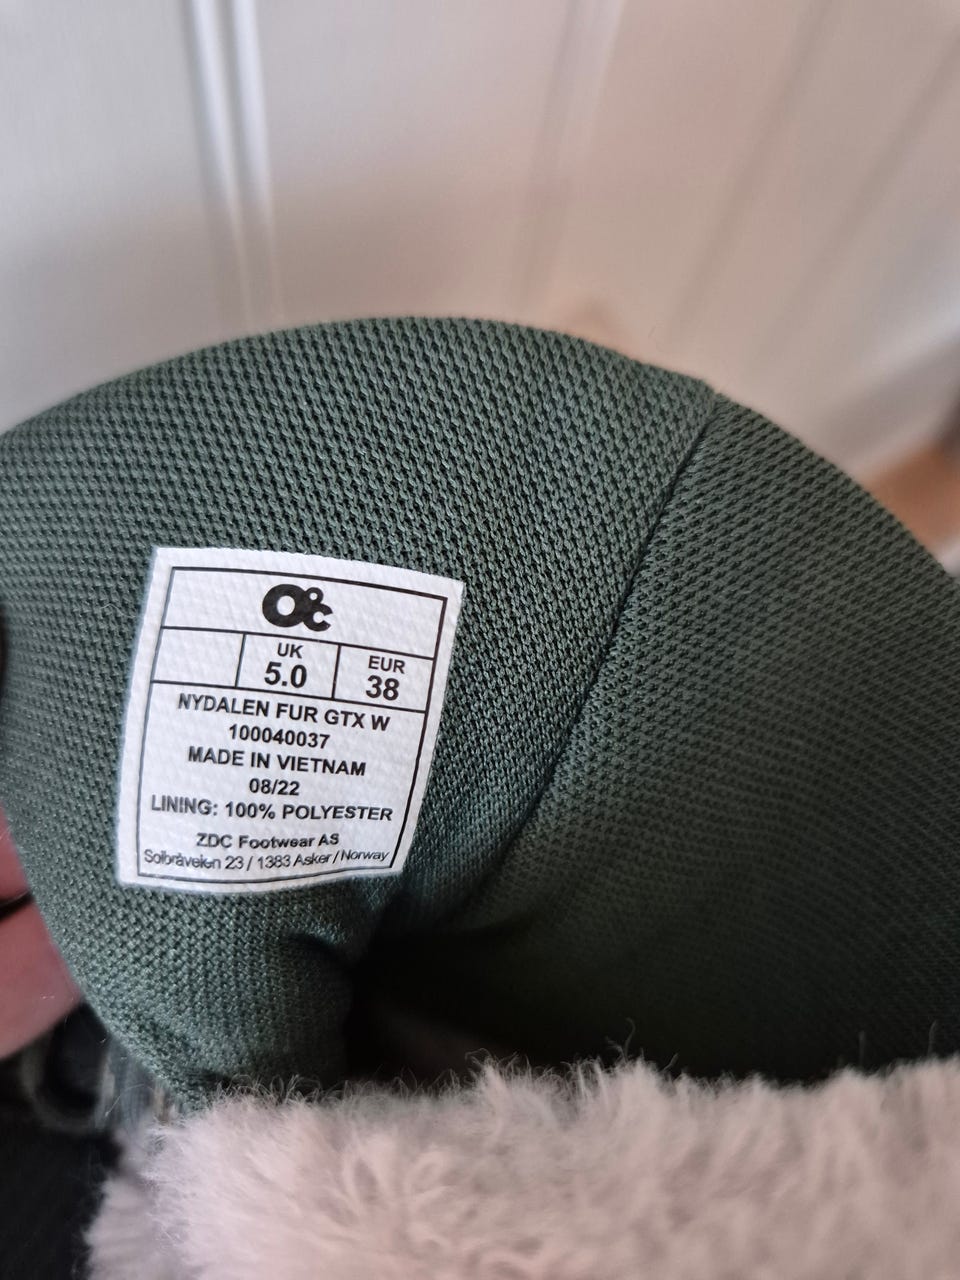 O°C
UK
5.0
EUR
38
NYDALEN FUR GTX W
100040037
MADE IN VIETNAM
08/22
LINING: 100% POLYESTER
ZDC Footwear AS
Solbråveien 23 / 1383 Asker / Norway